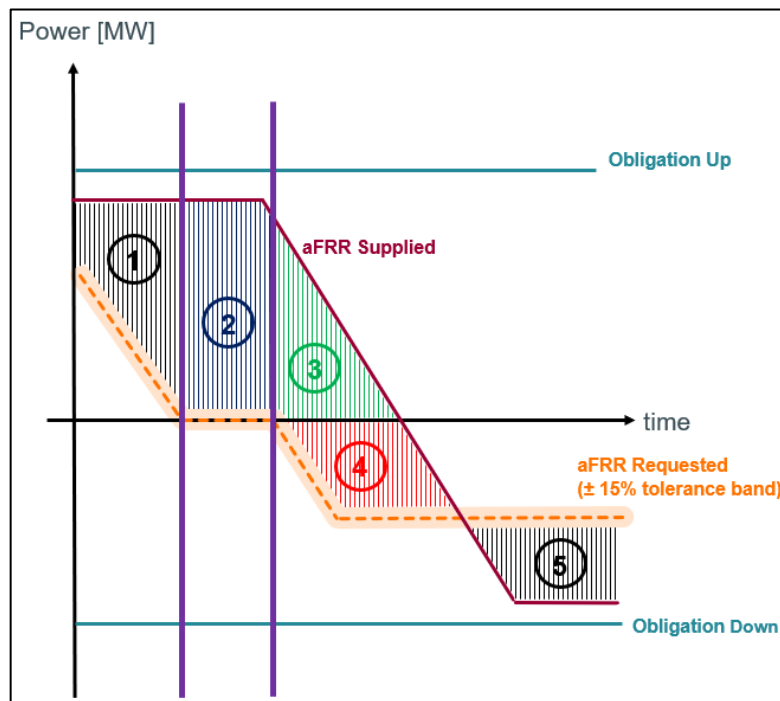 Power [MW]
Obligation Up
aFRR Supplied
1
2
3
time
4
aFRR Requested
(± 15% tolerance band)
5
Obligation Down